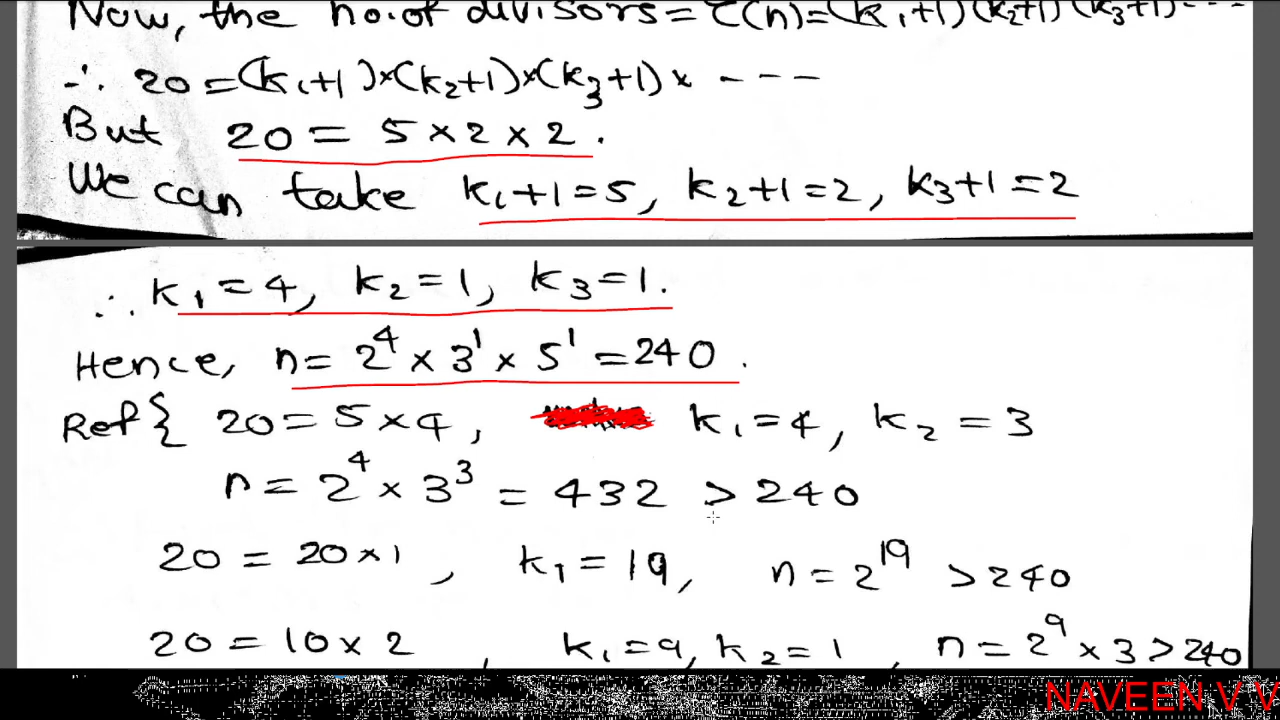 Now, the no.of divisors = τ(n)=(k₁+1)(k₂+1)(k₃+1)----
∴ 20=(k₁+1)×(k₂+1)×(k₃+1)× ----
But 20 = 5×2×2.
We can take k₁+1=5, k₂+1=2, k₃+1=2
∴ k₁=4, k₂=1, k₃=1.
Hence, n= 2⁴ × 3¹ × 5¹ =240.
Ref { 20=5×4, k₁=4, k₂ = 3
n = 2⁴ × 3³ = 432 > 240
20 = 20×1, k₁=19, n=2¹⁹ >240
20 = 10×2, k₁=9, k₂=1, n=2⁹ ×3>240
NAVEEN V V